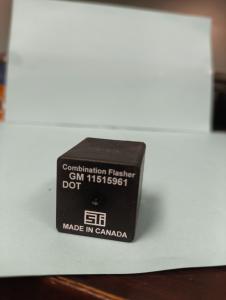 Combination Flasher
GM 11515961
DOT
STI
MADE IN CANADA